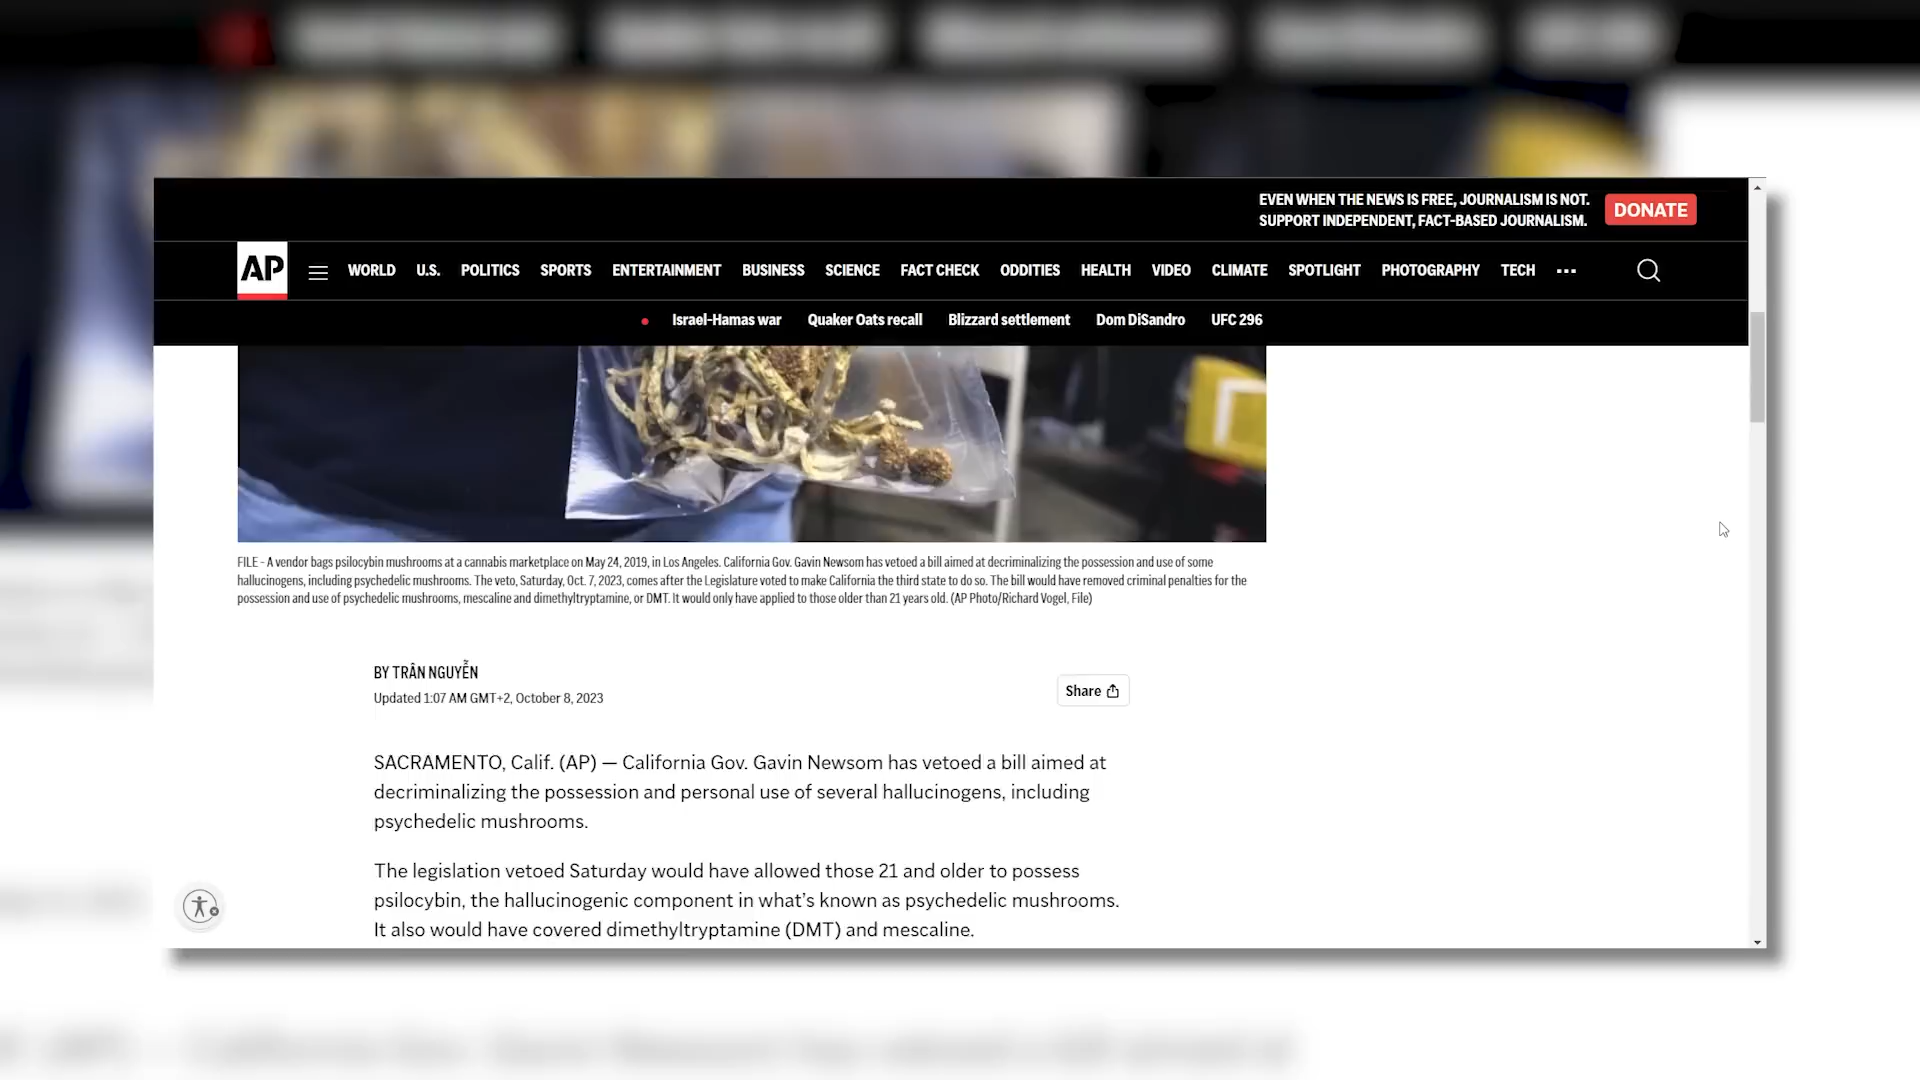 EVEN WHEN THE NEWS IS FREE, JOURNALISM IS NOT.
SUPPORT INDEPENDENT, FACT-BASED JOURNALISM.
DONATE
AP
WORLD U.S. POLITICS SPORTS ENTERTAINMENT BUSINESS SCIENCE FACT CHECK ODDITIES HEALTH VIDEO CLIMATE SPOTLIGHT PHOTOGRAPHY TECH
Israel-Hamas war Quaker Oats recall Blizzard settlement Dom DiSandro UFC 296
FILE - A vendor bags psilocybin mushrooms at a cannabis marketplace on May 24, 2019, in Los Angeles. California Gov. Gavin Newsom has vetoed a bill aimed at decriminalizing the possession and use of some
hallucinogens, including psychedelic mushrooms. The veto, Saturday, Oct. 7, 2023, comes after the Legislature voted to make California the third state to do so. The bill would have removed criminal penalties for the
possession and use of psychedelic mushrooms, mescaline and dimethyltryptamine, or DMT. It would only have applied to those older than 21 years old. (AP Photo/Richard Vogel, File)
BY TRÂN NGUYỄN
Updated 1:07 AM GMT+2, October 8, 2023
Share
SACRAMENTO, Calif. (AP) — California Gov. Gavin Newsom has vetoed a bill aimed at
decriminalizing the possession and personal use of several hallucinogens, including
psychedelic mushrooms.
The legislation vetoed Saturday would have allowed those 21 and older to possess
psilocybin, the hallucinogenic component in what's known as psychedelic mushrooms.
It also would have covered dimethyltryptamine (DMT) and mescaline.